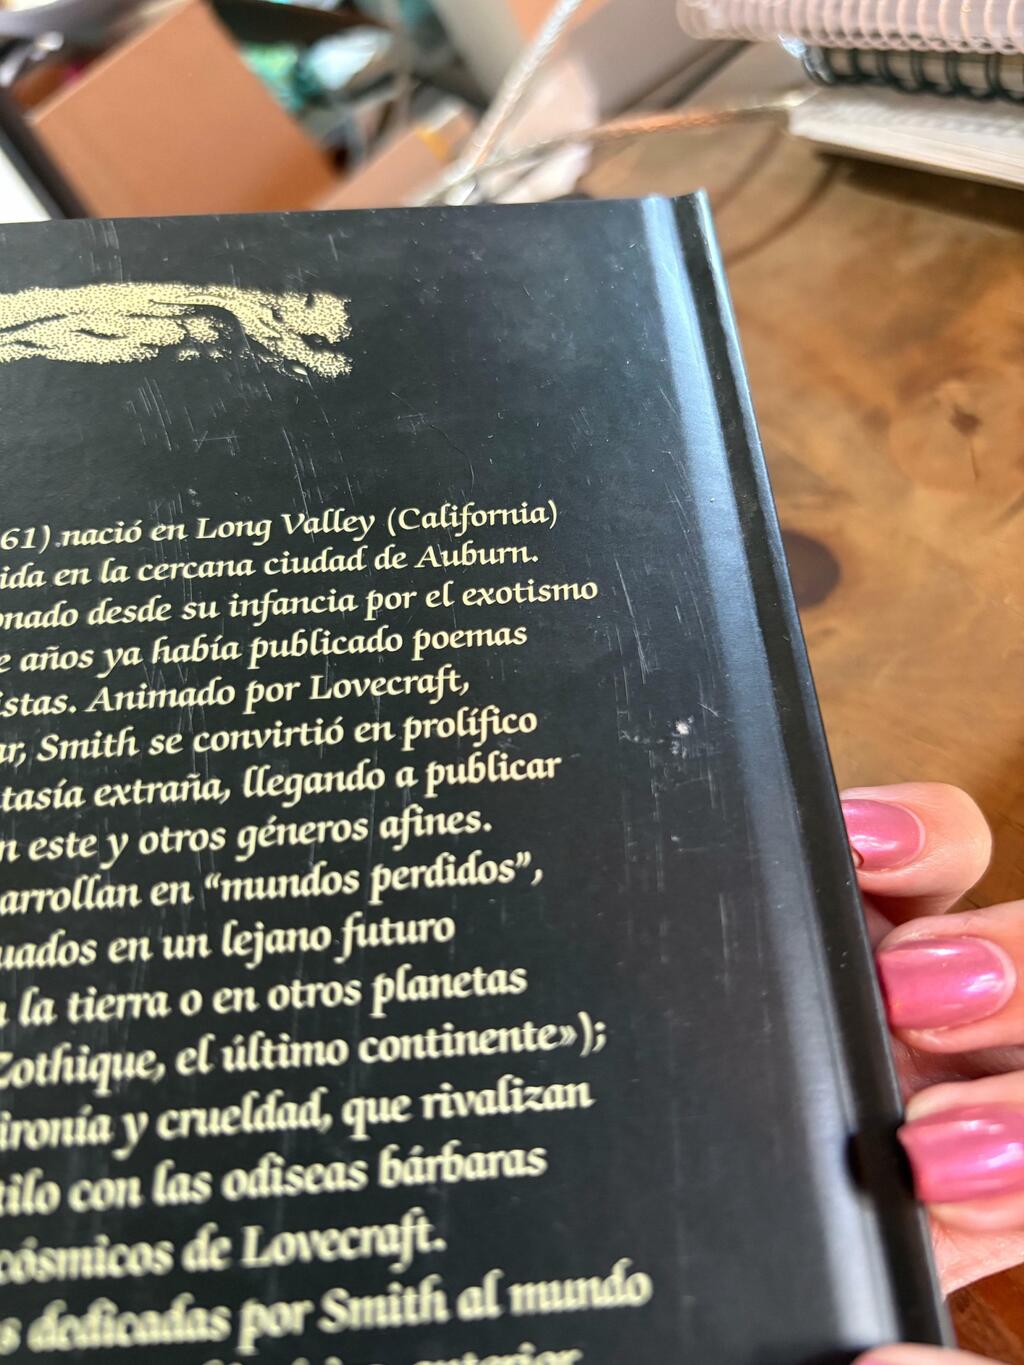 61) nació en Long Valley (California)
ida en la cercana ciudad de Auburn.
onado desde su infancia por el exotismo
e años ya había publicado poemas
istas. Animado por Lovecraft,
ar, Smith se convirtió en prolífico
tasía extraña, llegando a publicar
n este y otros géneros afines.
arrollan en “mundos perdidos”,
uados en un lejano futuro
a la tierra o en otros planetas
Zothique, el último continente»);
ironía y crueldad, que rivalizan
tilo con las odiseas bárbaras
cósmicos de Lovecraft.
s dedicadas por Smith al mundo
anterior